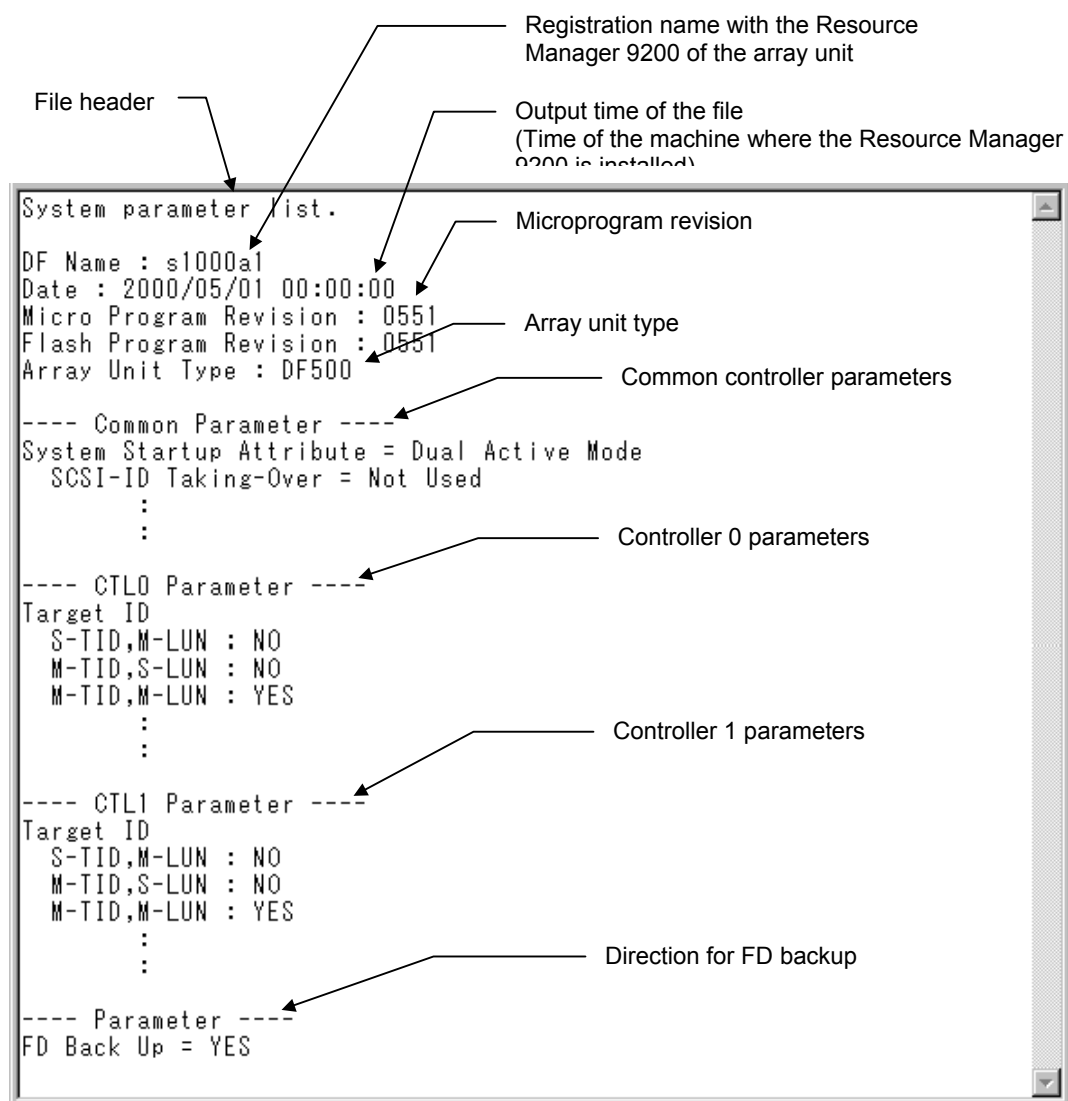 Registration name with the Resource
Manager 9200 of the array unit
File header
Output time of the file
(Time of the machine where the Resource Manager
9200 is installed)
System parameter list.
Microprogram revision
DF Name : s1000a1
Date : 2000/05/01 00:00:00
Micro Program Revision : 0551
Flash Program Revision : 0551
Array unit type
Array Unit Type : DF500
Common controller parameters
---- Common Parameter ----
System Startup Attribute = Dual Active Mode
SCSI-ID Taking-Over = Not Used
:
:
Controller 0 parameters
---- CTL0 Parameter ----
Target ID
S-TID,M-LUN : NO
M-TID,S-LUN : NO
M-TID,M-LUN : YES
:
:
Controller 1 parameters
---- CTL1 Parameter ----
Target ID
S-TID,M-LUN : NO
M-TID,S-LUN : NO
M-TID,M-LUN : YES
:
:
Direction for FD backup
---- Parameter ----
FD Back Up = YES